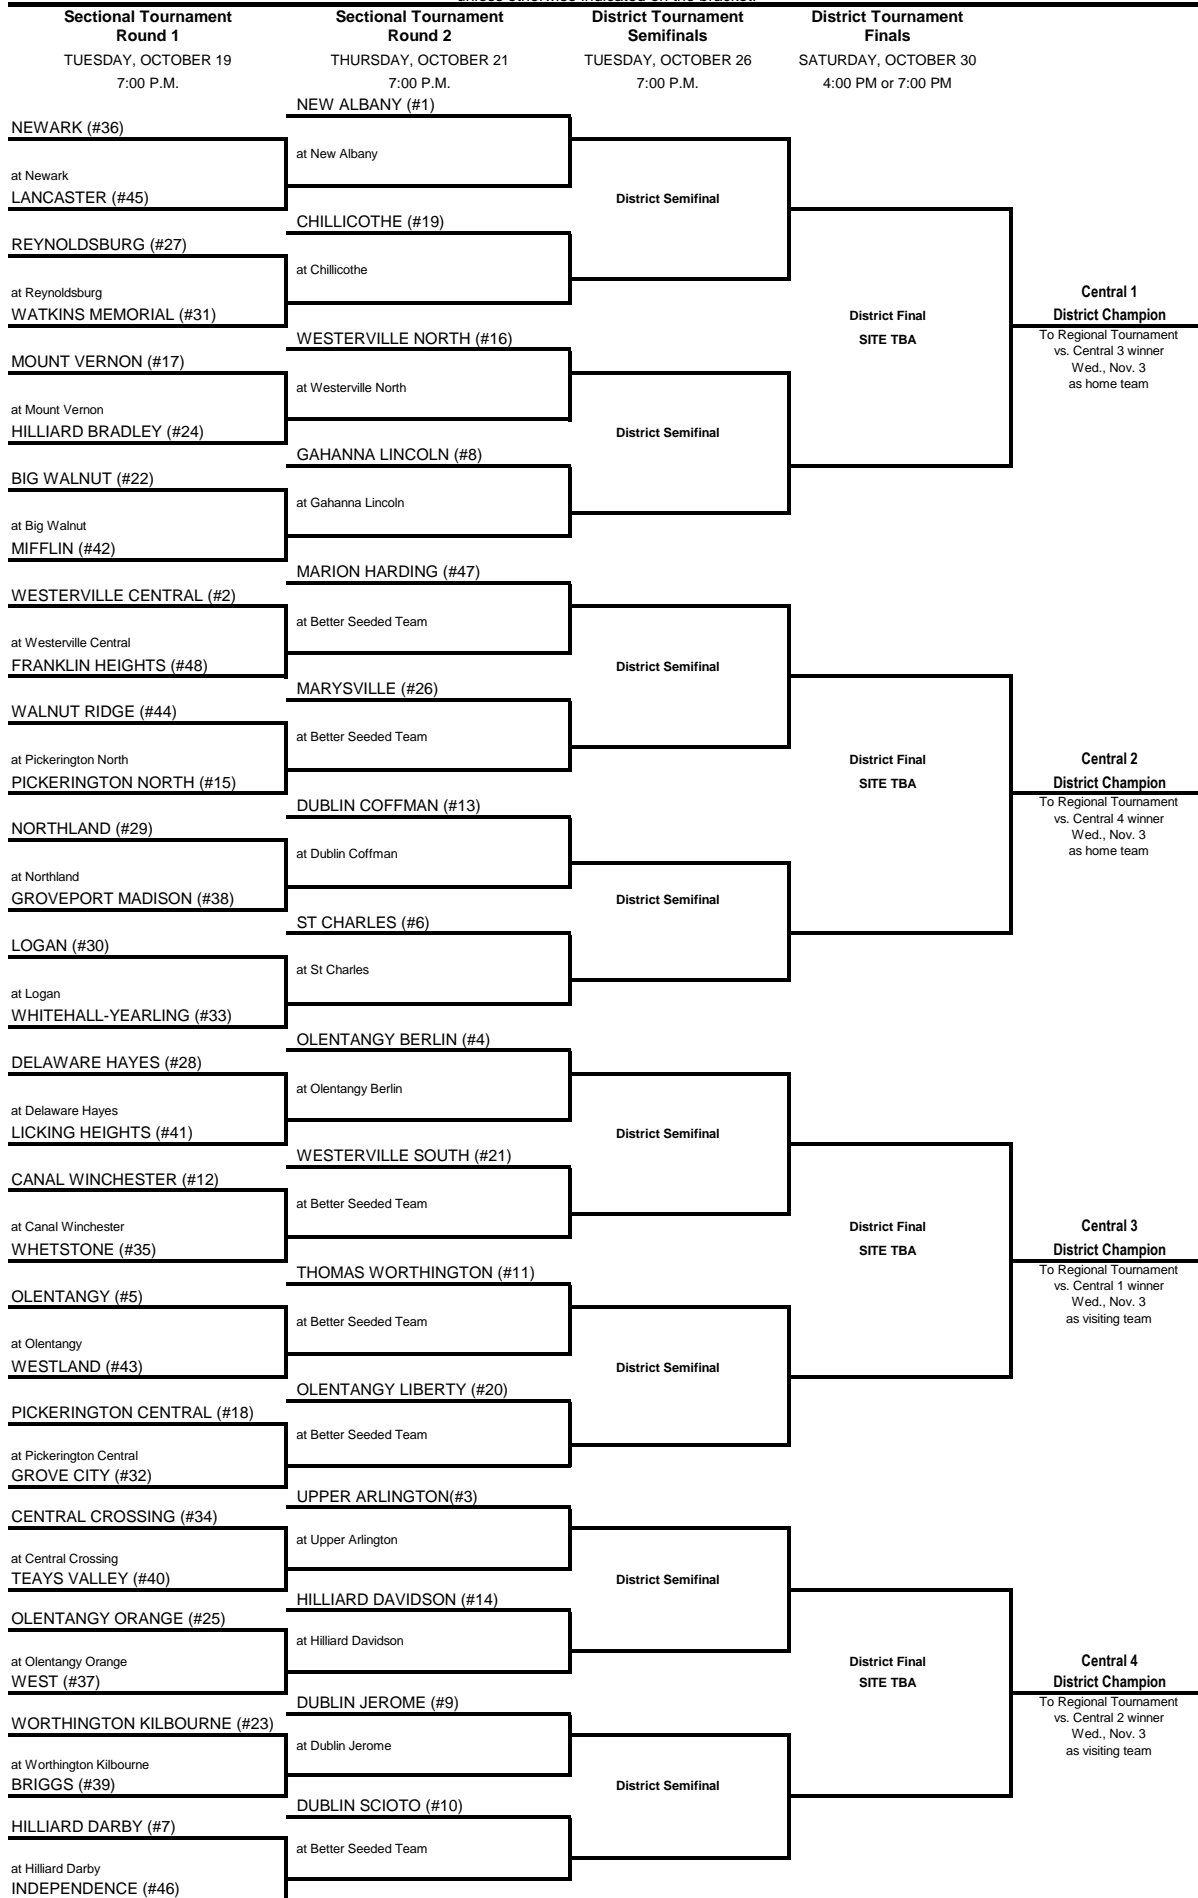 unless otherwise indicated on the bracket.
Sectional Tournament
Round 1
TUESDAY, OCTOBER 19
7:00 P.M.
Sectional Tournament
Round 2
THURSDAY, OCTOBER 21
7:00 P.M.
District Tournament
Semifinals
TUESDAY, OCTOBER 26
7:00 P.M.
District Tournament
Finals
SATURDAY, OCTOBER 30
4:00 PM or 7:00 PM
NEWARK (#36)
at Newark
LANCASTER (#45)
REYNOLDSBURG (#27)
at Reynoldsburg
WATKINS MEMORIAL (#31)
MOUNT VERNON (#17)
at Mount Vernon
HILLIARD BRADLEY (#24)
BIG WALNUT (#22)
at Big Walnut
MIFFLIN (#42)
WESTERVILLE CENTRAL (#2)
at Westerville Central
FRANKLIN HEIGHTS (#48)
WALNUT RIDGE (#44)
at Pickerington North
PICKERINGTON NORTH (#15)
NORTHLAND (#29)
at Northland
GROVEPORT MADISON (#38)
LOGAN (#30)
at Logan
WHITEHALL-YEARLING (#33)
DELAWARE HAYES (#28)
at Delaware Hayes
LICKING HEIGHTS (#41)
CANAL WINCHESTER (#12)
at Canal Winchester
WHETSTONE (#35)
OLENTANGY (#5)
at Olentangy
WESTLAND (#43)
PICKERINGTON CENTRAL (#18)
at Pickerington Central
GROVE CITY (#32)
CENTRAL CROSSING (#34)
at Central Crossing
TEAYS VALLEY (#40)
OLENTANGY ORANGE (#25)
at Olentangy Orange
WEST (#37)
WORTHINGTON KILBOURNE (#23)
at Worthington Kilbourne
BRIGGS (#39)
HILLIARD DARBY (#7)
at Hilliard Darby
INDEPENDENCE (#46)
NEW ALBANY (#1)
at New Albany
CHILLICOTHE (#19)
at Chillicothe
WESTERVILLE NORTH (#16)
at Westerville North
GAHANNA LINCOLN (#8)
at Gahanna Lincoln
MARION HARDING (#47)
at Better Seeded Team
MARYSVILLE (#26)
at Better Seeded Team
DUBLIN COFFMAN (#13)
at Dublin Coffman
ST CHARLES (#6)
at St Charles
OLENTANGY BERLIN (#4)
at Olentangy Berlin
WESTERVILLE SOUTH (#21)
at Better Seeded Team
THOMAS WORTHINGTON (#11)
at Better Seeded Team
OLENTANGY LIBERTY (#20)
at Better Seeded Team
UPPER ARLINGTON(#3)
at Upper Arlington
HILLIARD DAVIDSON (#14)
at Hilliard Davidson
DUBLIN JEROME (#9)
at Dublin Jerome
DUBLIN SCIOTO (#10)
at Better Seeded Team
District Semifinal
District Semifinal
District Semifinal
District Semifinal
District Semifinal
District Semifinal
District Semifinal
District Semifinal
District Final
SITE TBA
District Final
SITE TBA
District Final
SITE TBA
District Final
SITE TBA
Central 1
District Champion
To Regional Tournament
vs. Central 3 winner
Wed., Nov. 3
as home team
Central 2
District Champion
To Regional Tournament
vs. Central 4 winner
Wed., Nov. 3
as home team
Central 3
District Champion
To Regional Tournament
vs. Central 1 winner
Wed., Nov. 3
as visiting team
Central 4
District Champion
To Regional Tournament
vs. Central 2 winner
Wed., Nov. 3
as visiting team